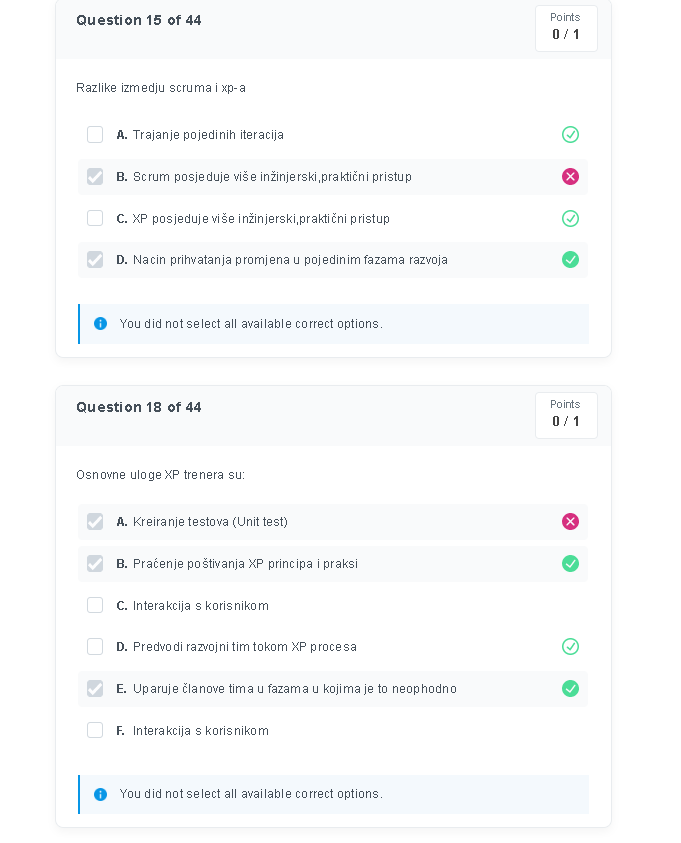 Question 15 of 44
Points
0 / 1
Razlike izmedju scruma i xp-a
A. Trajanje pojedinih iteracija
B. Scrum posjeduje više inžinjerski,praktični pristup
C. XP posjeduje više inžinjerski,praktični pristup
D. Nacin prihvatanja promjena u pojedinim fazama razvoja
You did not select all available correct options.
Question 18 of 44
Points
0 / 1
Osnovne uloge XP trenera su:
A. Kreiranje testova (Unit test)
B. Praćenje poštivanja XP principa i praksi
C. Interakcija s korisnikom
D. Predvodi razvojni tim tokom XP procesa
E. Uparuje članove tima u fazama u kojima je to neophodno
F. Interakcija s korisnikom
You did not select all available correct options.